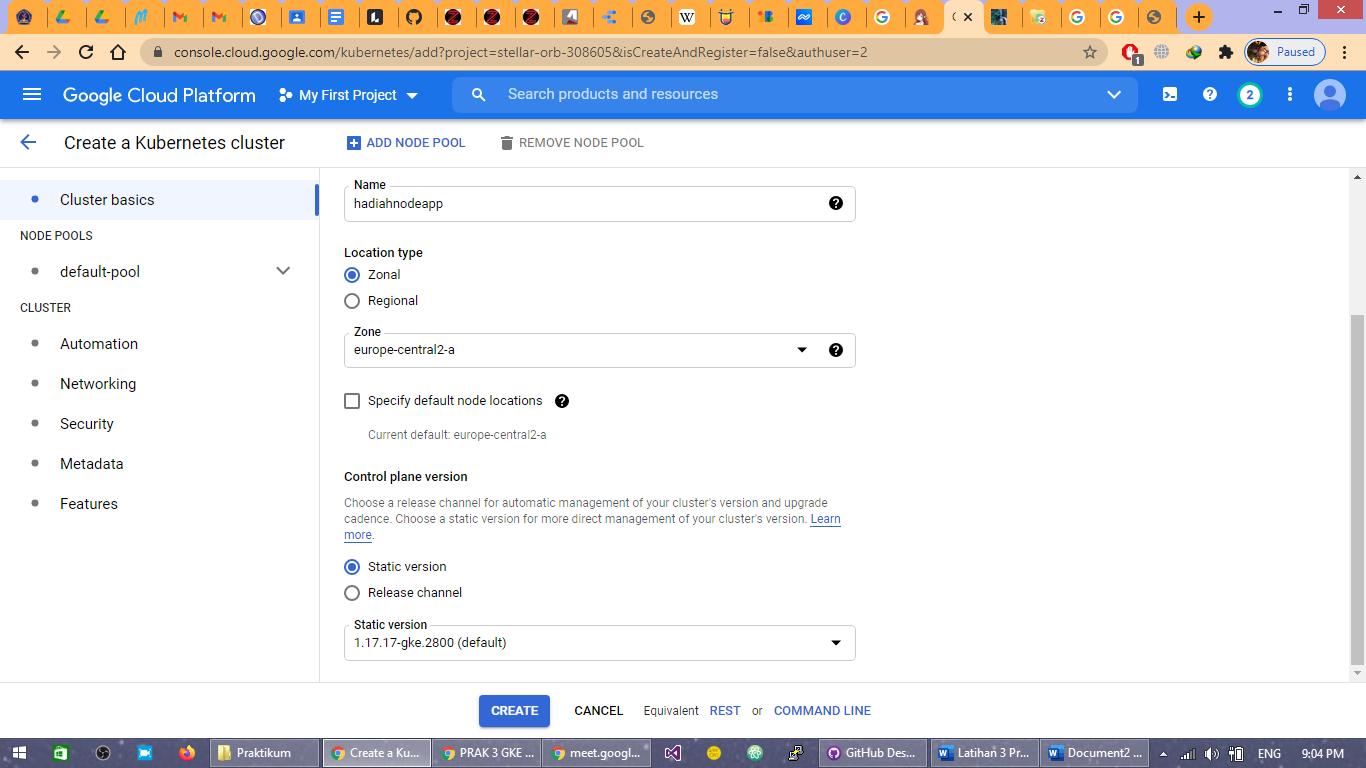 console.cloud.google.com/kubernetes/add?project=stellar-orb-308605&isCreateAndRegister=false&authuser=2
1
Paused
Google Cloud Platform
My First Project
Search products and resources
2
Create a Kubernetes cluster
ADD NODE POOL
REMOVE NODE POOL
Cluster basics
NODE POOLS
default-pool
CLUSTER
Automation
Networking
Security
Metadata
Features
Name
hadiahnodeapp
Location type
Zonal
Regional
Zone
europe-central2-a
Specify default node locations
Current default: europe-central2-a
Control plane version
Choose a release channel for automatic management of your cluster's version and upgrade
cadence. Choose a static version for more direct management of your cluster's version. Learn
more.
Static version
Release channel
Static version
1.17.17-gke.2800 (default)
CREATE
CANCEL
Equivalent REST or COMMAND LINE
Praktikum
Create a Ku...
PRAK 3 GKE ...
meet.googl...
GitHub Des...
Latihan 3 Pr...
Document2 ...
ENG
9:04 PM